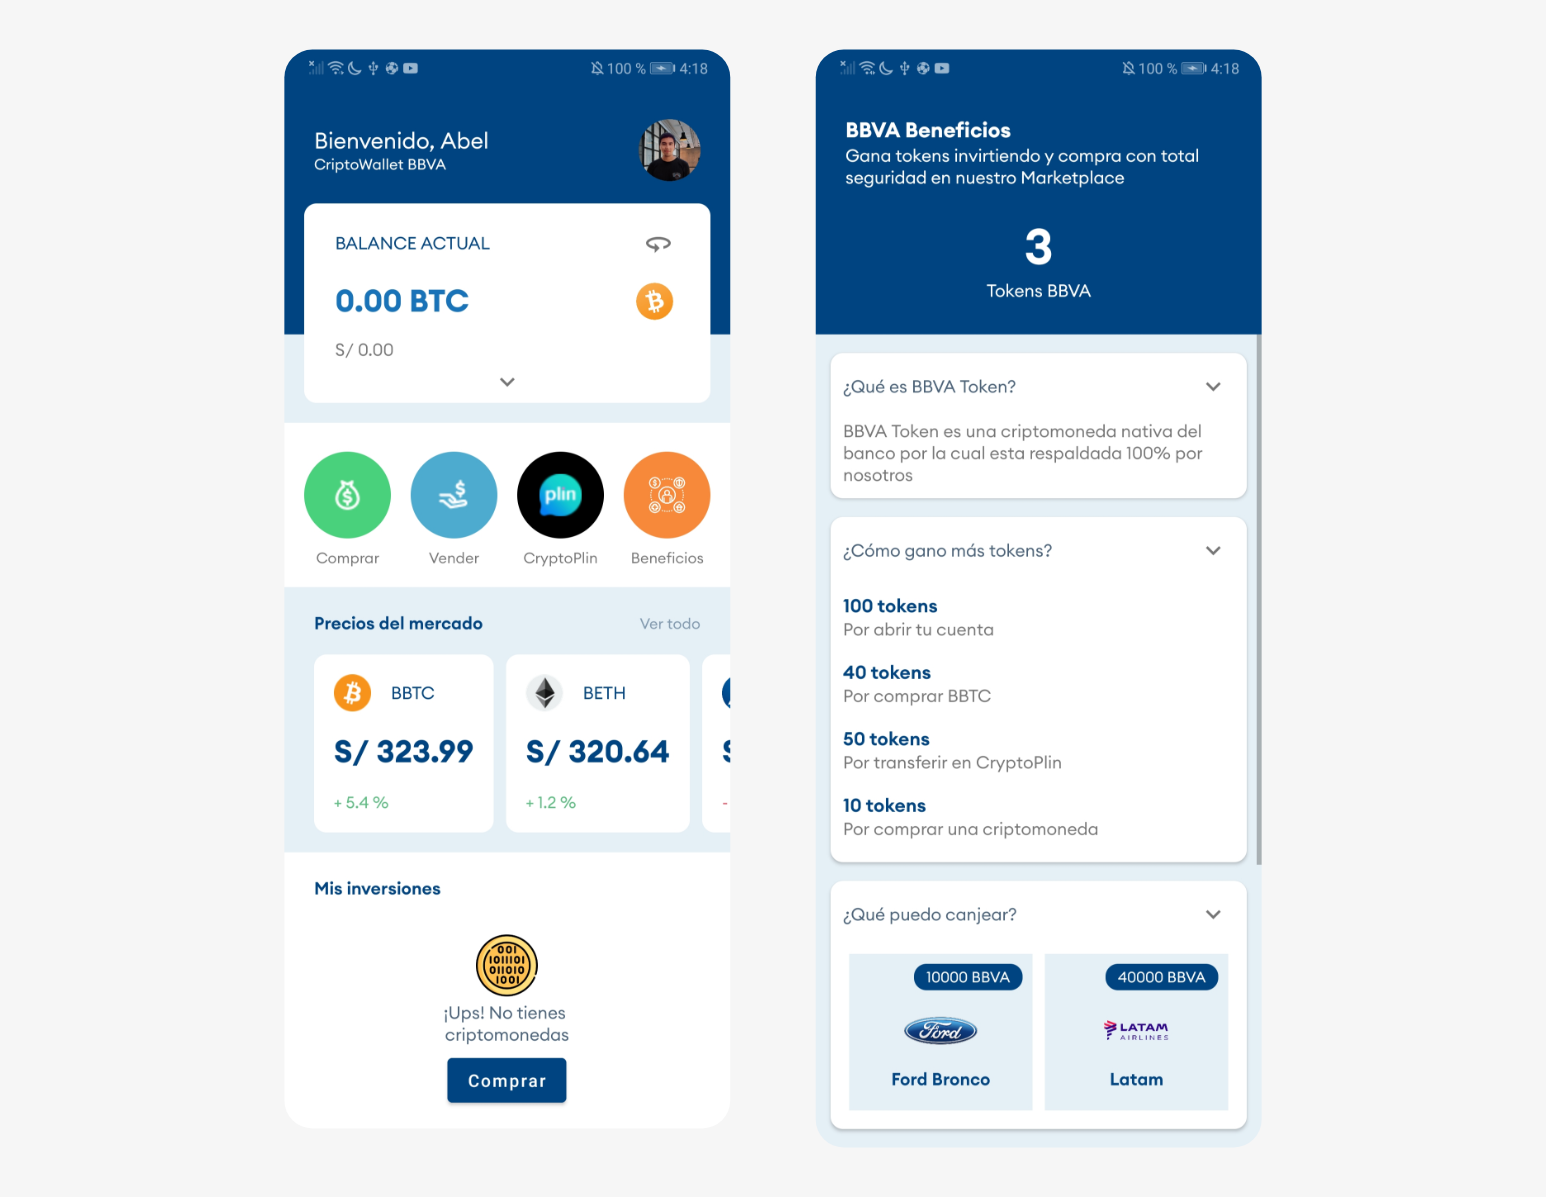 100 % 4:18
Bienvenido, Abel
CriptoWallet BBVA
BALANCE ACTUAL
0.00 BTC
S/ 0.00
plin
Comprar Vender CryptoPlin Beneficios
Precios del mercado Ver todo
BBTC BETH
S/ 323.99 S/ 320.64
+ 5.4 % + 1.2 % -
Mis inversiones
001
1011101
011010
1001
¡Ups! No tienes
criptomonedas
Comprar
100 % 4:18
BBVA Beneficios
Gana tokens invirtiendo y compra con total
seguridad en nuestro Marketplace
3
Tokens BBVA
¿Qué es BBVA Token?
BBVA Token es una criptomoneda nativa del
banco por la cual esta respaldada 100% por
nosotros
¿Cómo gano más tokens?
100 tokens
Por abrir tu cuenta
40 tokens
Por comprar BBTC
50 tokens
Por transferir en CryptoPlin
10 tokens
Por comprar una criptomoneda
¿Qué puedo canjear?
10000 BBVA 40000 BBVA
Ford LATAM
AIRLINES
Ford Bronco Latam